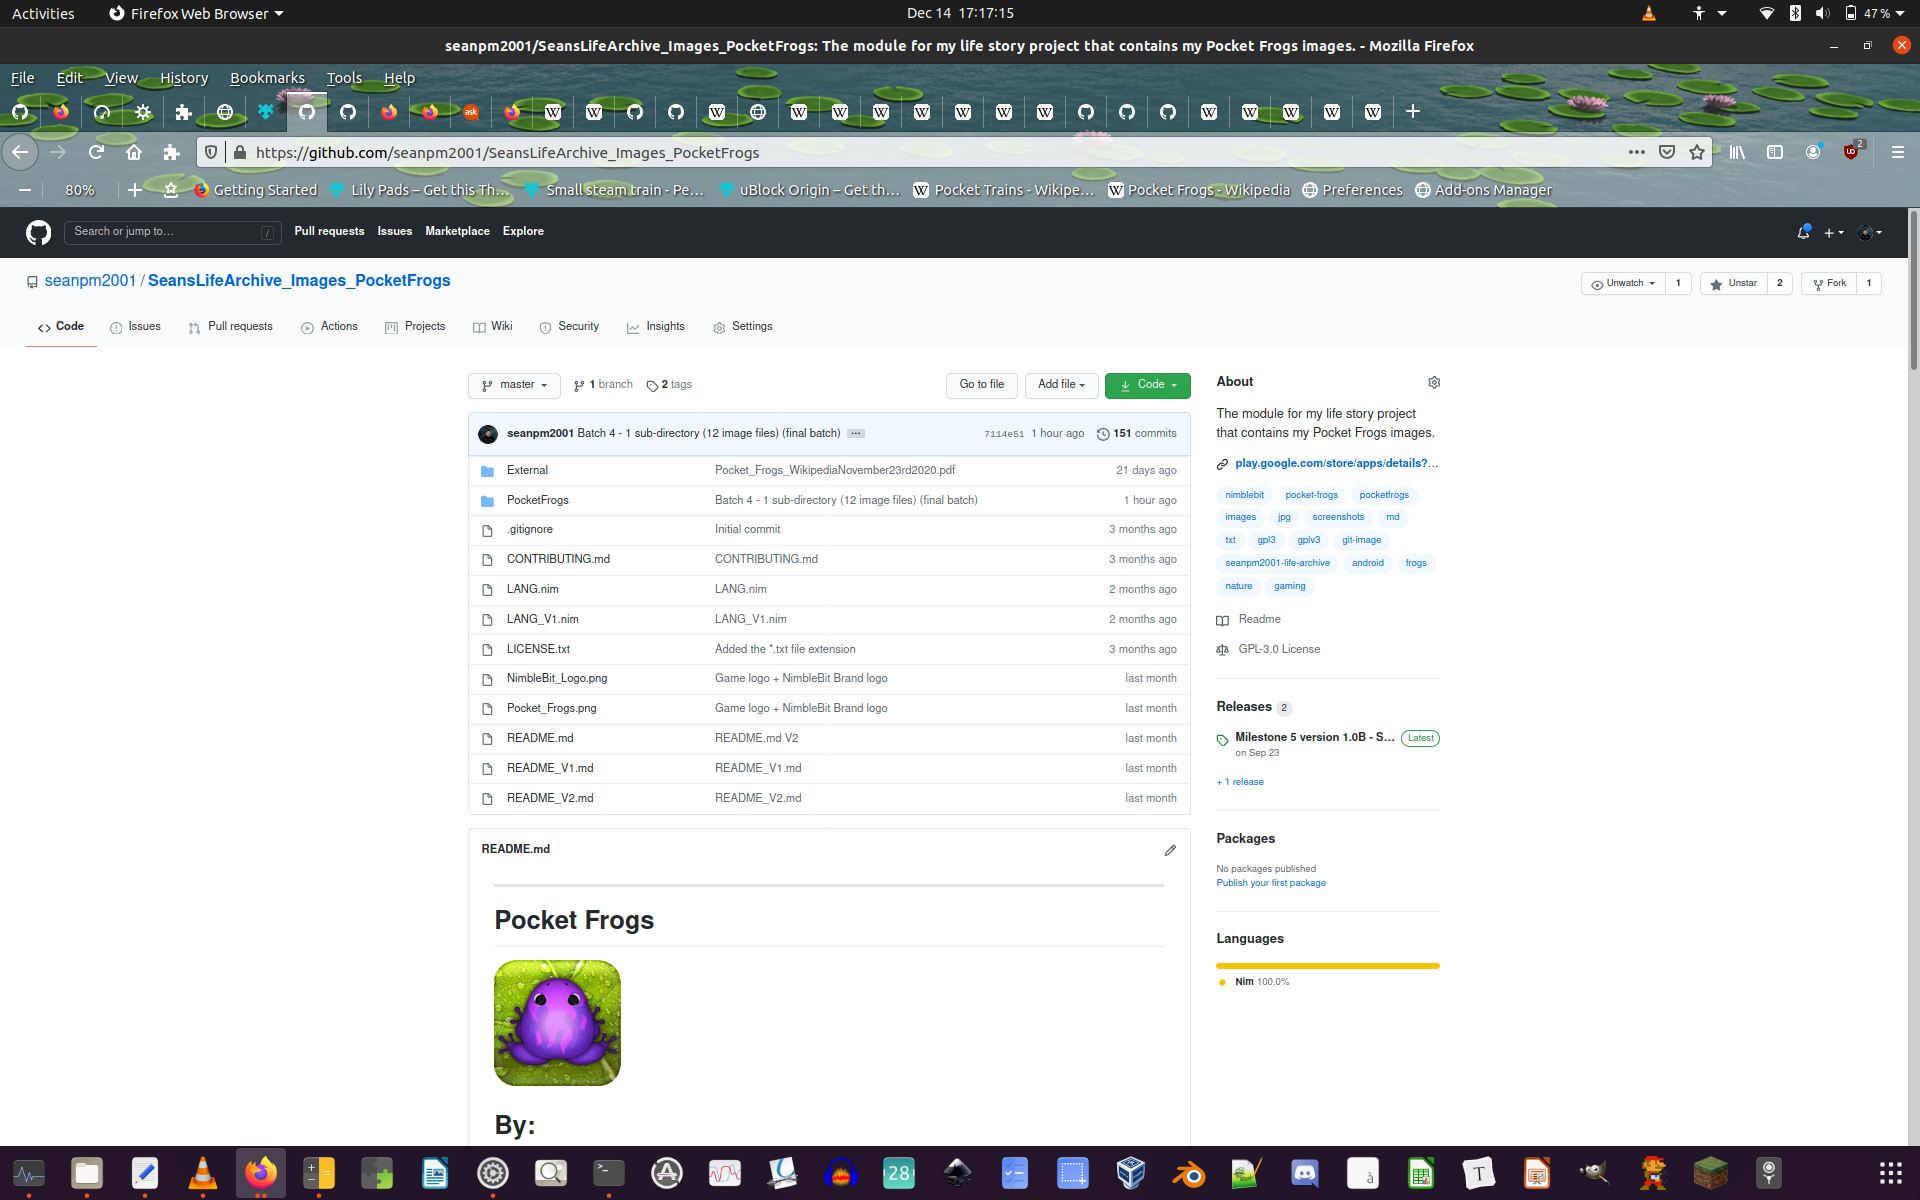 Activities
Firefox Web Browser
Dec 14 17:17:15
47 %
seanpm2001/SeansLifeArchive_Images_PocketFrogs: The module for my life story project that contains my Pocket Frogs images. - Mozilla Firefox
File Edit View History Bookmarks Tools Help
https://github.com/seanpm2001/SeansLifeArchive_Images_PocketFrogs
2
80%
Getting Started
Lily Pads – Get this Th…
Small steam train - Pe…
uBlock Origin – Get th…
Pocket Trains - Wikipe…
Pocket Frogs - Wikipedia
Preferences
Add-ons Manager
Search or jump to…
/
Pull requests
Issues
Marketplace
Explore
seanpm2001 / SeansLifeArchive_Images_PocketFrogs
Unwatch 1
Unstar 2
Fork 1
Code
Issues
Pull requests
Actions
Projects
Wiki
Security
Insights
Settings
master
1 branch
2 tags
Go to file
Add file
Code
seanpm2001 Batch 4 - 1 sub-directory (12 image files) (final batch) ...
7114e51 1 hour ago
151 commits
External Pocket_Frogs_WikipediaNovember23rd2020.pdf 21 days ago
PocketFrogs Batch 4 - 1 sub-directory (12 image files) (final batch) 1 hour ago
.gitignore Initial commit 3 months ago
CONTRIBUTING.md CONTRIBUTING.md 3 months ago
LANG.nim LANG.nim 2 months ago
LANG_V1.nim LANG_V1.nim 2 months ago
LICENSE.txt Added the *.txt file extension 3 months ago
NimbleBit_Logo.png Game logo + NimbleBit Brand logo last month
Pocket_Frogs.png Game logo + NimbleBit Brand logo last month
README.md README.md V2 last month
README_V1.md README_V1.md last month
README_V2.md README_V2.md last month
README.md
Pocket Frogs
By:
About
The module for my life story project
that contains my Pocket Frogs images.
play.google.com/store/apps/details?…
nimblebit pocket-frogs pocketfrogs
images jpg screenshots md
txt gpl3 gplv3 git-image
seanpm2001-life-archive android frogs
nature gaming
Readme
GPL-3.0 License
Releases 2
Milestone 5 version 1.0B - S… Latest
on Sep 23
+ 1 release
Packages
No packages published
Publish your first package
Languages
Nim 100.0%
28